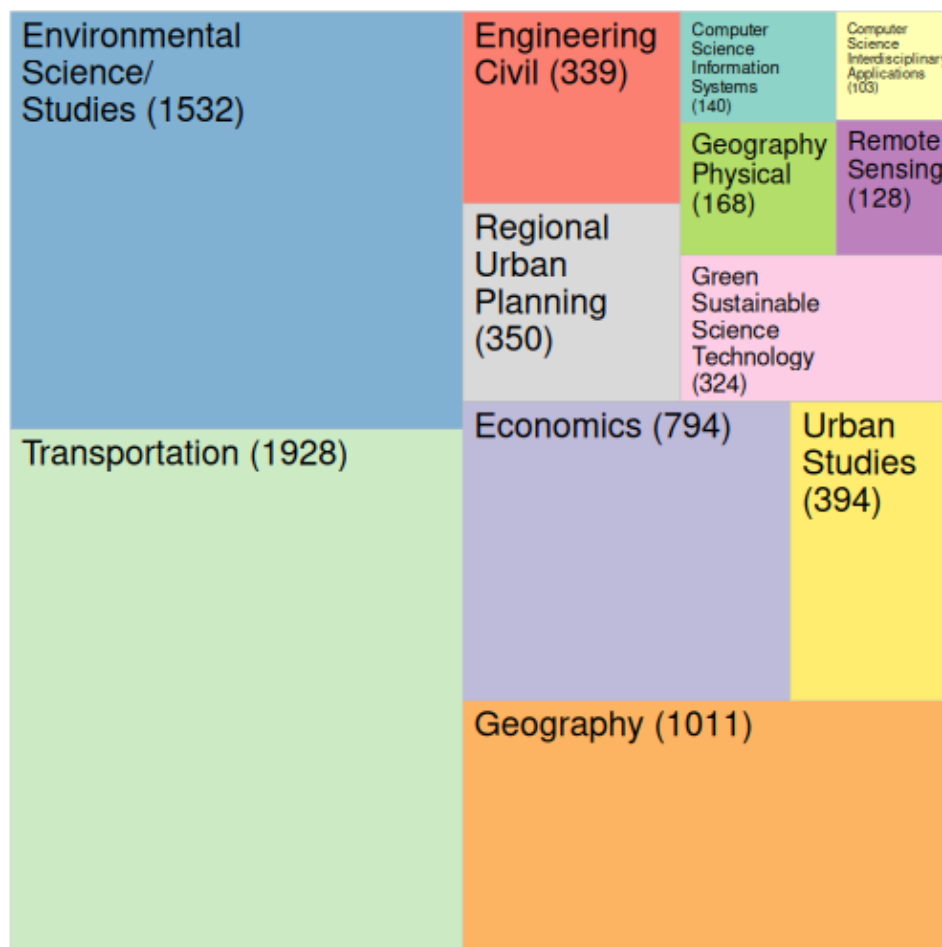 Environmental
Science/
Studies (1532)
Engineering
Civil (339)
Computer
Science
Information
Systems
(140)
Computer
Science
Interdisciplinary
Applications
(103)
Geography
Physical
(168)
Remote
Sensing
(128)
Regional
Urban
Planning
(350)
Green
Sustainable
Science
Technology
(324)
Transportation (1928)
Economics (794)
Urban
Studies
(394)
Geography (1011)